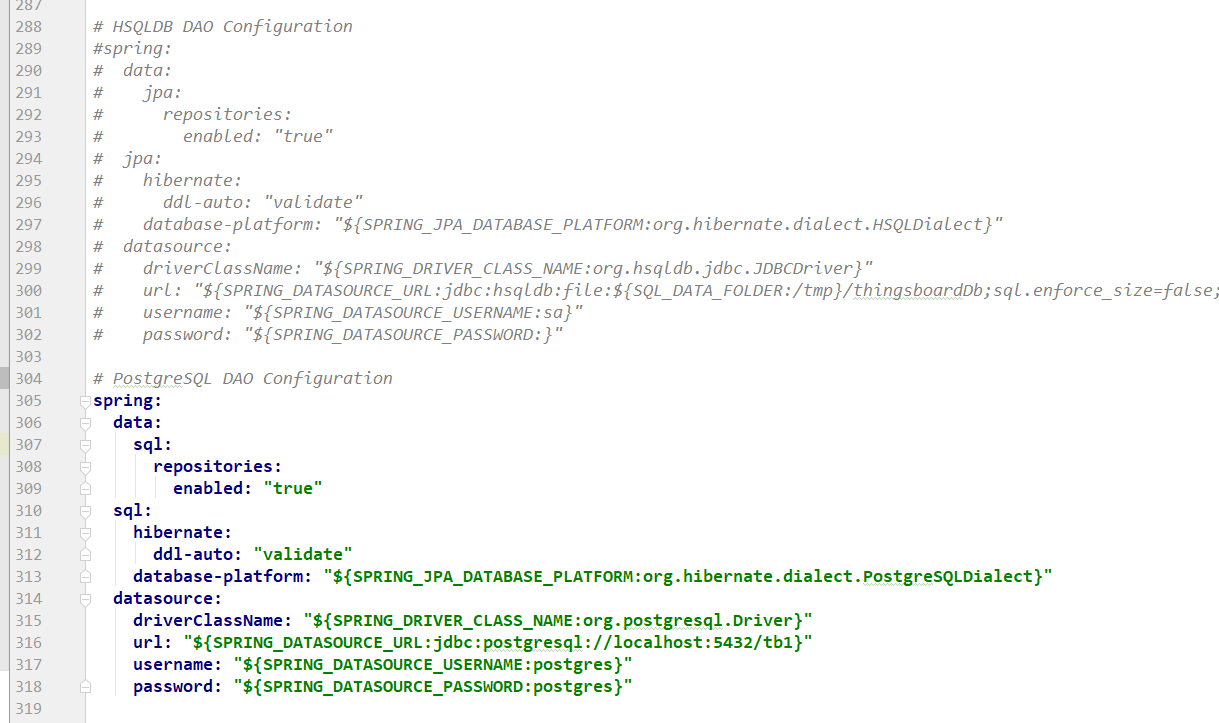 287
288 # HSQLDB DAO Configuration
289 #spring:
290 #  data:
291 #    jpa:
292 #      repositories:
293 #        enabled: "true"
294 #  jpa:
295 #    hibernate:
296 #      ddl-auto: "validate"
297 #    database-platform: "${SPRING_JPA_DATABASE_PLATFORM:org.hibernate.dialect.HSQLDialect}"
298 #  datasource:
299 #    driverClassName: "${SPRING_DRIVER_CLASS_NAME:org.hsqldb.jdbc.JDBCDriver}"
300 #    url: "${SPRING_DATASOURCE_URL:jdbc:hsqldb:file:${SQL_DATA_FOLDER:/tmp}/thingsboardDb;sql.enforce_size=false;
301 #    username: "${SPRING_DATASOURCE_USERNAME:sa}"
302 #    password: "${SPRING_DATASOURCE_PASSWORD:}"
303
304 # PostgreSQL DAO Configuration
305 spring:
306   data:
307     sql:
308       repositories:
309         enabled: "true"
310   sql:
311     hibernate:
312       ddl-auto: "validate"
313     database-platform: "${SPRING_JPA_DATABASE_PLATFORM:org.hibernate.dialect.PostgreSQLDialect}"
314   datasource:
315     driverClassName: "${SPRING_DRIVER_CLASS_NAME:org.postgresql.Driver}"
316     url: "${SPRING_DATASOURCE_URL:jdbc:postgresql://localhost:5432/tb1}"
317     username: "${SPRING_DATASOURCE_USERNAME:postgres}"
318     password: "${SPRING_DATASOURCE_PASSWORD:postgres}"
319